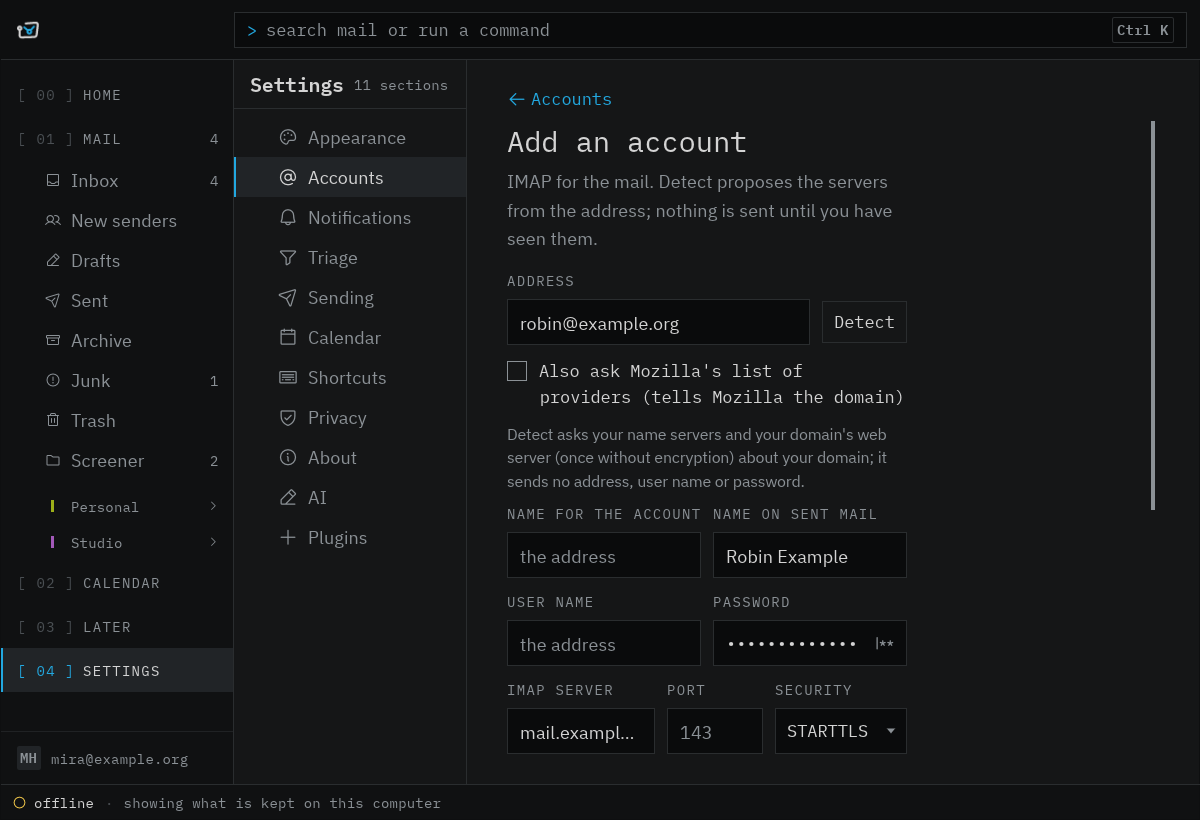 > search mail or run a command
Ctrl K
[ 00 ] HOME
[ 01 ] MAIL 4
Inbox 4
New senders
Drafts
Sent
Archive
Junk 1
Trash
Screener 2
Personal
Studio
[ 02 ] CALENDAR
[ 03 ] LATER
[ 04 ] SETTINGS
MH mira@example.org
Settings 11 sections
Appearance
Accounts
Notifications
Triage
Sending
Calendar
Shortcuts
Privacy
About
AI
Plugins
← Accounts
Add an account
IMAP for the mail. Detect proposes the servers
from the address; nothing is sent until you have
seen them.
ADDRESS
robin@example.org
Detect
Also ask Mozilla's list of
providers (tells Mozilla the domain)
Detect asks your name servers and your domain's web
server (once without encryption) about your domain; it
sends no address, user name or password.
NAME FOR THE ACCOUNT NAME ON SENT MAIL
the address Robin Example
USER NAME PASSWORD
the address ••••••••••••• |**
IMAP SERVER PORT SECURITY
mail.exampl... 143 STARTTLS
offline · showing what is kept on this computer